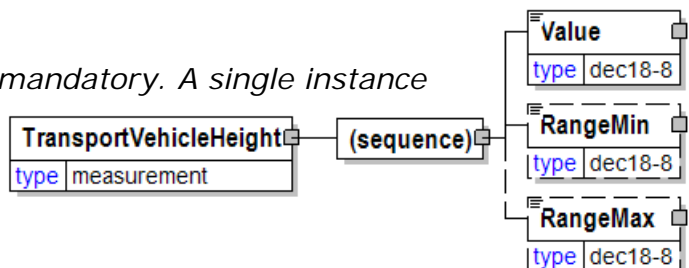 mandatory. A single instance
TransportVehicleHeight
type measurement
(sequence)
Value
type dec18-8
RangeMin
type dec18-8
RangeMax
type dec18-8